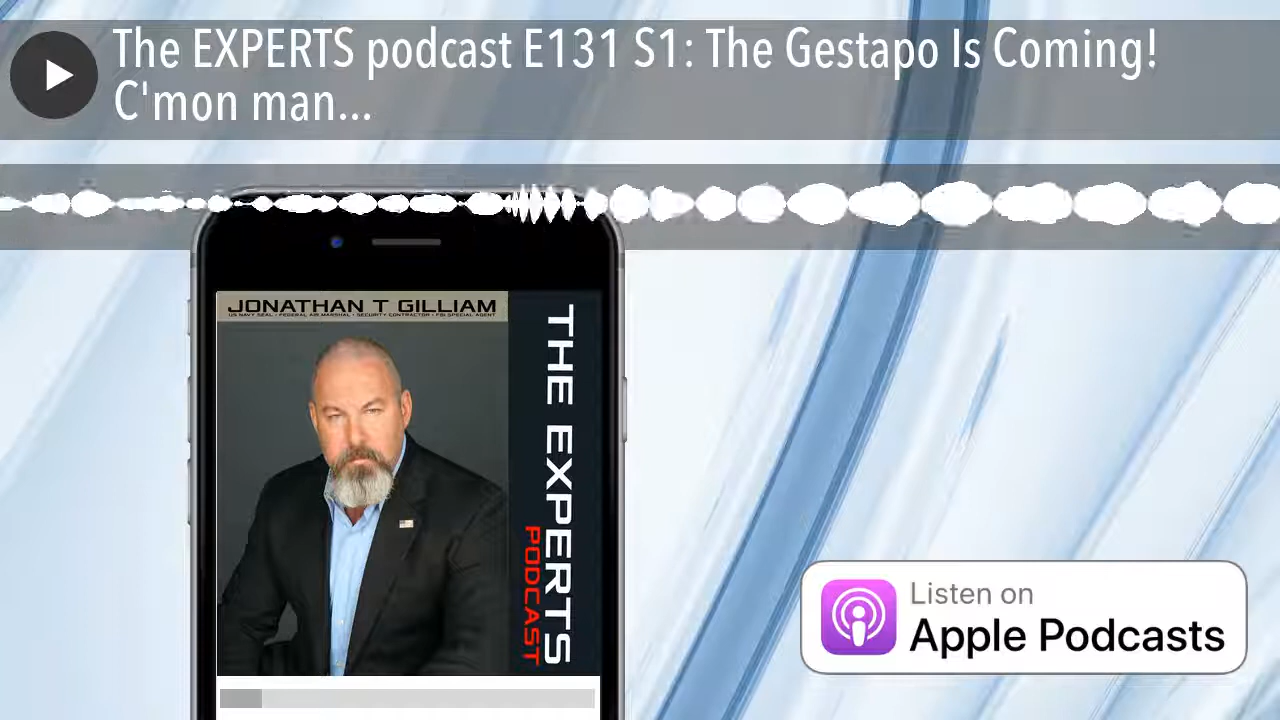 The EXPERTS podcast E131 S1: The Gestapo Is Coming!
C'mon man...
JONATHAN T GILLIAM
US NAVY SEAL • FEDERAL AIR MARSHAL • SECURITY CONTRACTOR • FBI SPECIAL AGENT
THE EXPERTS
PODCAST
Listen on
Apple Podcasts